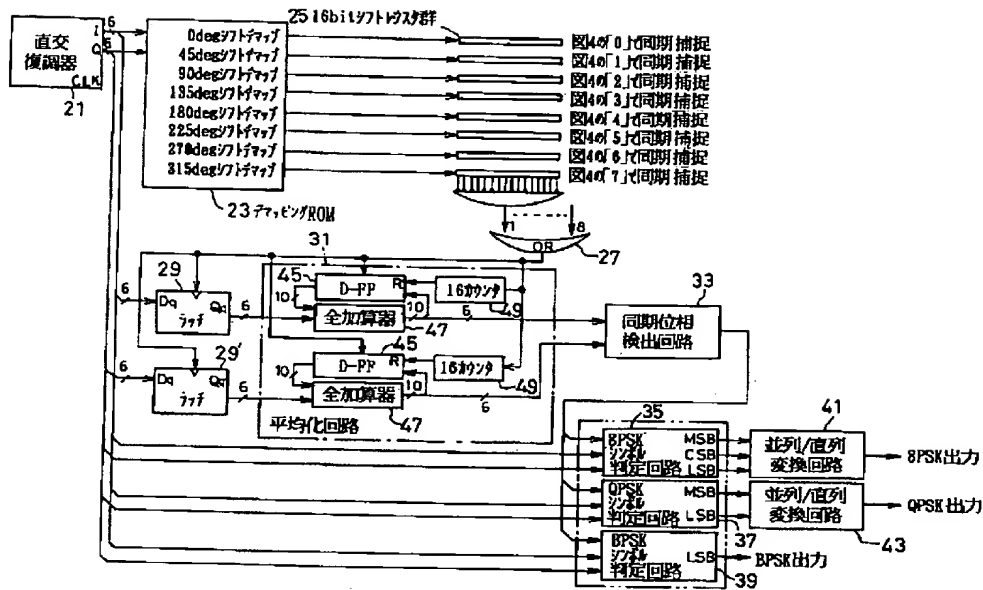 直交
復調器
I
Q
CLK
21
6
6
0degシフトデマップ
45degシフトデマップ
90degシフトデマップ
135degシフトデマップ
180degシフトデマップ
225degシフトデマップ
270degシフトデマップ
315degシフトデマップ
23 デマッピングROM
25 16bitシフトレジスタ群
図4の「0」で同期捕捉
図4の「1」で同期捕捉
図4の「2」で同期捕捉
図4の「3」で同期捕捉
図4の「4」で同期捕捉
図4の「5」で同期捕捉
図4の「6」で同期捕捉
図4の「7」で同期捕捉
1
8
OR
27
31
29
6
Dq
Qq
ラッチ
6
45
D-FF
R
10
10
全加算器
47
16カウンタ
49
6
33
同期位相
検出回路
29'
6
Dq
Qq
ラッチ
6
45
D-FF
R
10
10
全加算器
47
16カウンタ
49
6
平均化回路
35
8PSK
シンボル
判定回路
MSB
CSB
LSB
41
並列/直列
変換回路
8PSK出力
QPSK
シンボル
判定回路
MSB
LSB
37
並列/直列
変換回路
43
QPSK出力
BPSK
シンボル
判定回路
LSB
39
BPSK出力